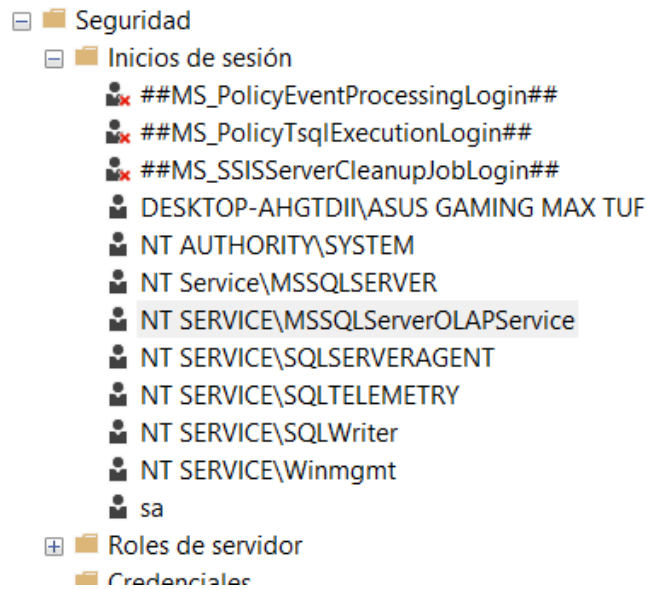 Seguridad
Inicios de sesión
##MS_PolicyEventProcessingLogin##
##MS_PolicyTsqlExecutionLogin##
##MS_SSISServerCleanupJobLogin##
DESKTOP-AHGTDII\ASUS GAMING MAX TUF
NT AUTHORITY\SYSTEM
NT Service\MSSQLSERVER
NT SERVICE\MSSQLServerOLAPService
NT SERVICE\SQLSERVERAGENT
NT SERVICE\SQLTELEMETRY
NT SERVICE\SQLWriter
NT SERVICE\Winmgmt
sa
Roles de servidor
Credenciales